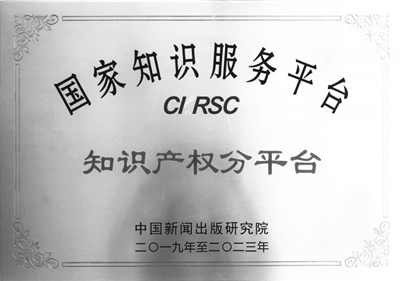 国家知识服务平台
CI RSC
知识产权分平台
中国新闻出版研究院
二〇一九年至二〇二三年